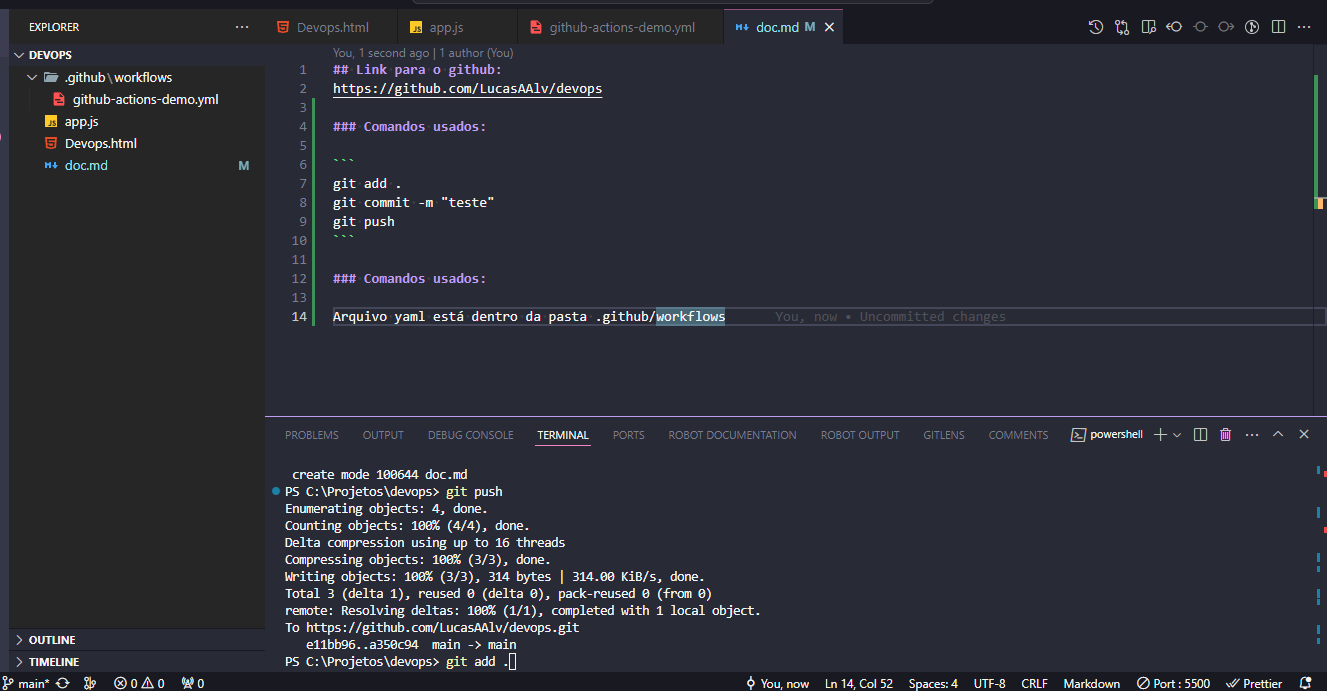 EXPLORER
DEVOPS
.github\workflows
github-actions-demo.yml
app.js
Devops.html
doc.md M
OUTLINE
TIMELINE
Devops.html app.js github-actions-demo.yml doc.md M
You, 1 second ago | 1 author (You)
1 ## Link para o github:
2 https://github.com/LucasAAlv/devops
3
4 ### Comandos usados:
5
6 ```
7 git add .
8 git commit -m "teste"
9 git push
10 ```
11
12 ### Comandos usados:
13
14 Arquivo yaml está dentro da pasta .github/workflows You, now • Uncommitted changes
PROBLEMS OUTPUT DEBUG CONSOLE TERMINAL PORTS ROBOT DOCUMENTATION ROBOT OUTPUT GITLENS COMMENTS powershell
create mode 100644 doc.md
PS C:\Projetos\devops> git push
Enumerating objects: 4, done.
Counting objects: 100% (4/4), done.
Delta compression using up to 16 threads
Compressing objects: 100% (3/3), done.
Writing objects: 100% (3/3), 314 bytes | 314.00 KiB/s, done.
Total 3 (delta 1), reused 0 (delta 0), pack-reused 0 (from 0)
remote: Resolving deltas: 100% (1/1), completed with 1 local object.
To https://github.com/LucasAAlv/devops.git
e11bb96..a350c94 main -> main
PS C:\Projetos\devops> git add .
main* 0 0 0 You, now Ln 14, Col 52 Spaces: 4 UTF-8 CRLF Markdown Port : 5500 Prettier